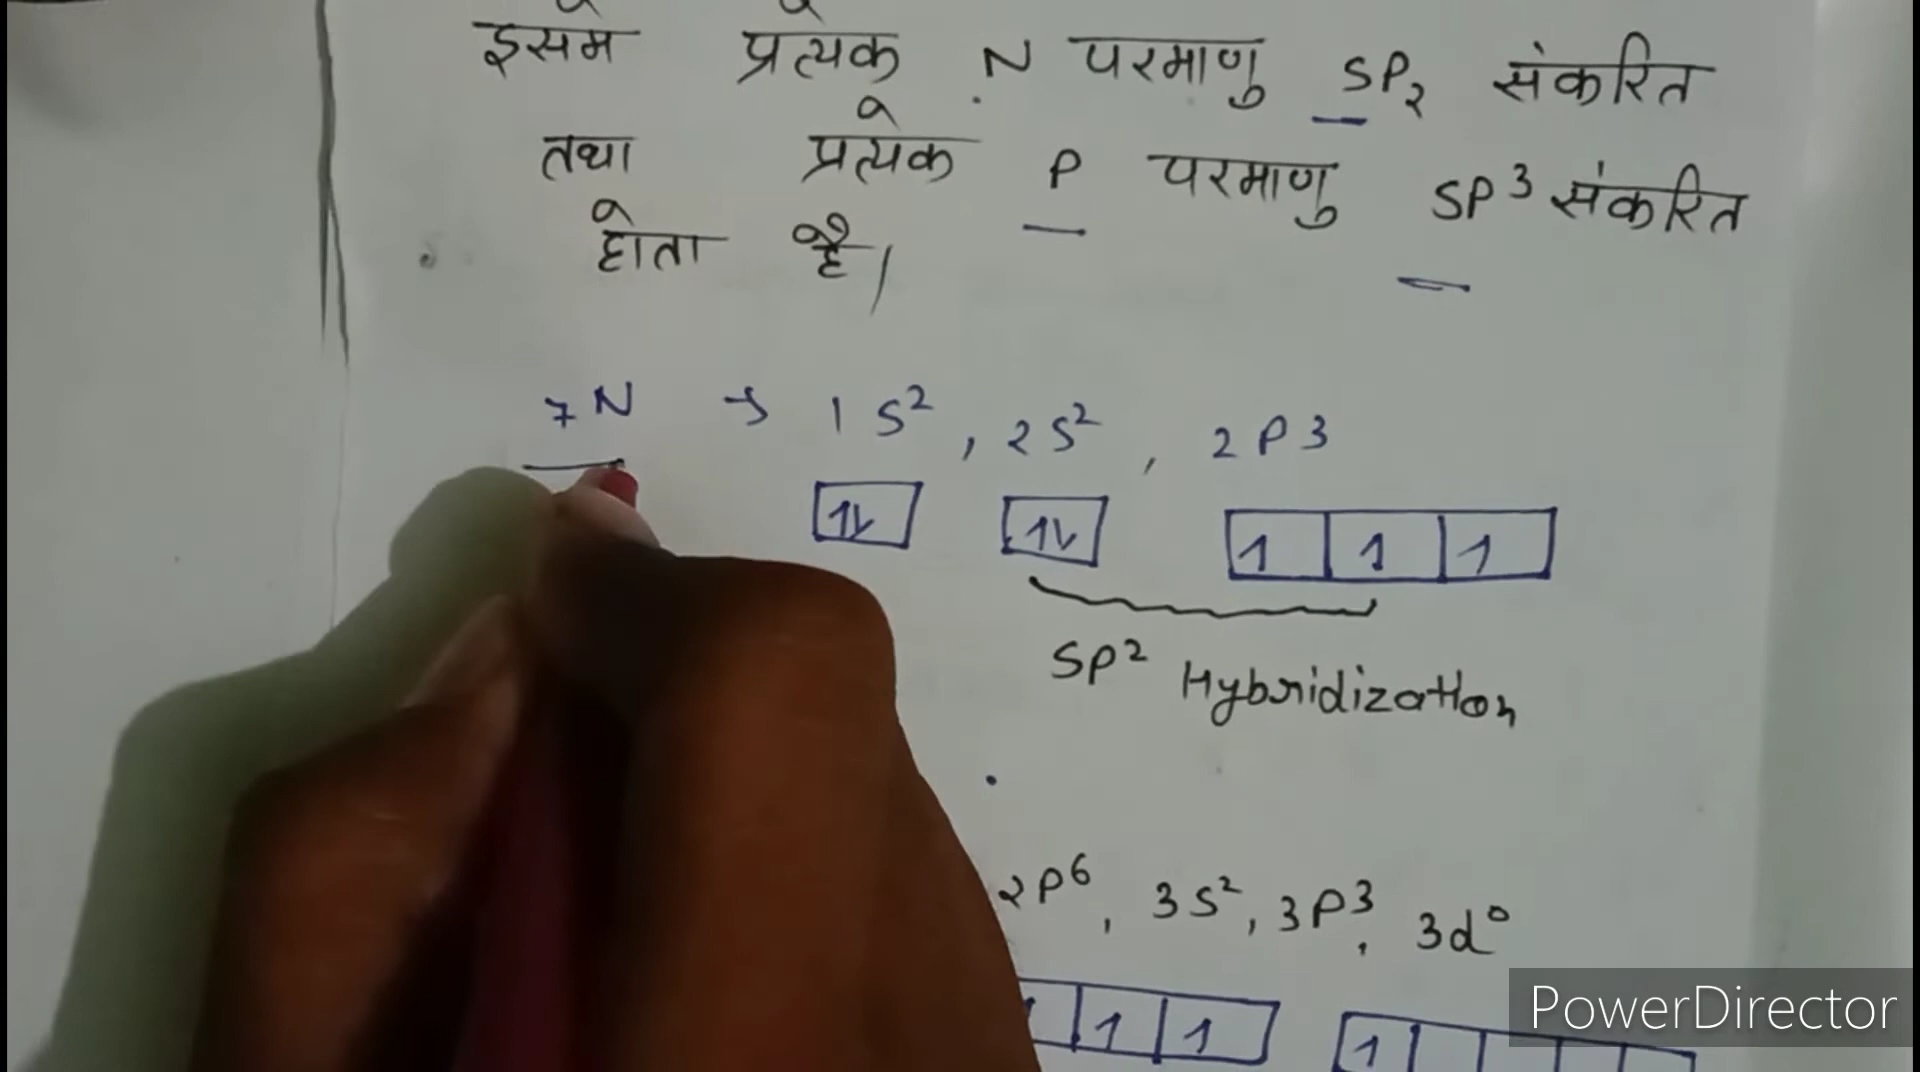 इसमें प्रत्येक N परमाणु SP₂ संकरित
तथा प्रत्येक P परमाणु SP³ संकरित
होता है।
₇N → 1S², 2S², 2P3
1⇂ 1⇂ 1 1 1
SP² Hybridization
2P⁶, 3S², 3P³, 3d⁰
1 1 1
PowerDirector